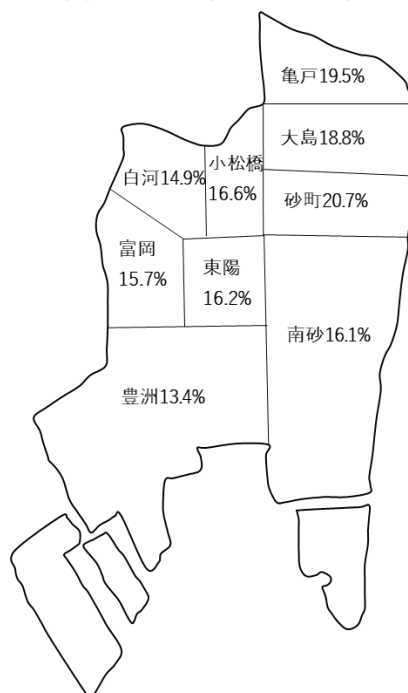 亀戸19.5%
大島18.8%
小松橋
16.6%
白河14.9%
砂町20.7%
富岡
15.7%
東陽
16.2%
南砂16.1%
豊洲13.4%